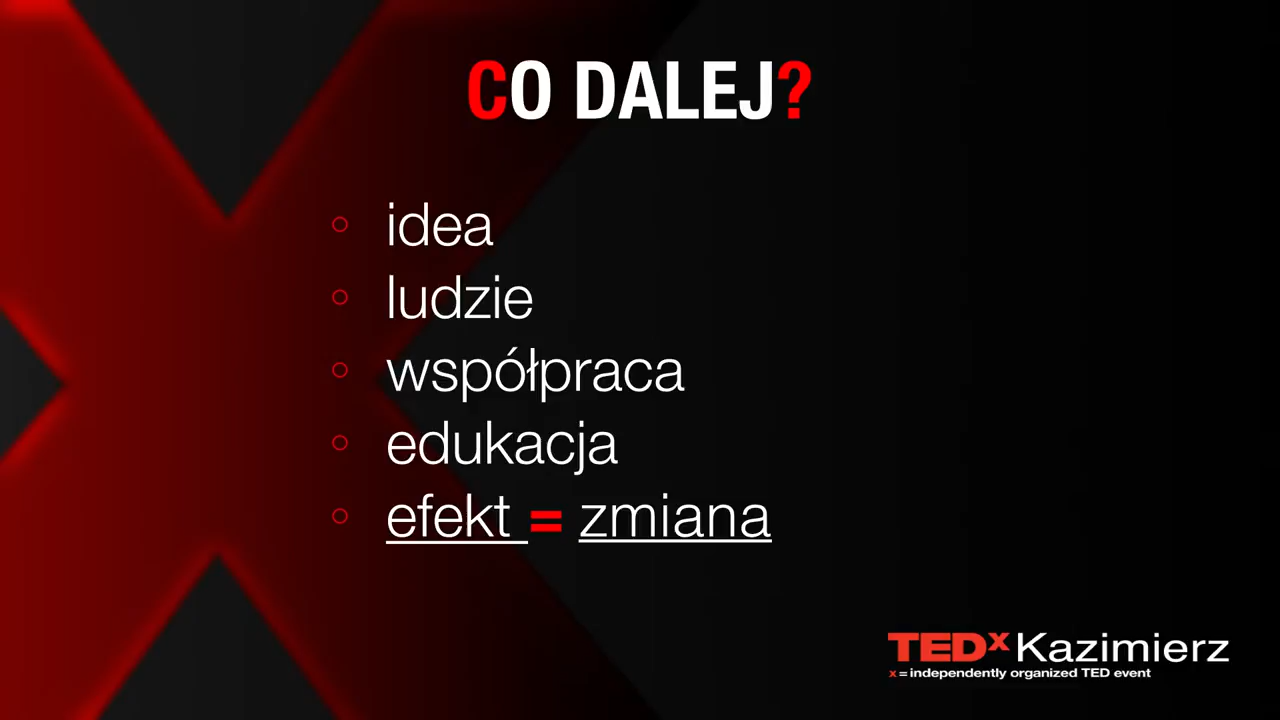 CO DALEJ?
idea
ludzie
współpraca
edukacja
efekt = zmiana
TEDx Kazimierz
x = independently organized TED event